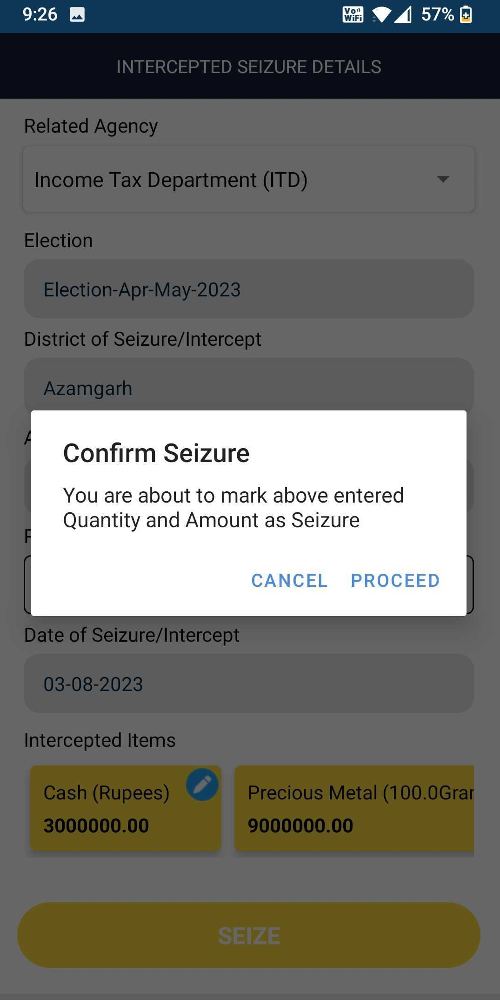 9:26
Vo
WiFi
57%
INTERCEPTED SEIZURE DETAILS
Related Agency
Income Tax Department (ITD)
Election
Election-Apr-May-2023
District of Seizure/Intercept
Azamgarh
Confirm Seizure
You are about to mark above entered
Quantity and Amount as Seizure
CANCEL PROCEED
Date of Seizure/Intercept
03-08-2023
Intercepted Items
Cash (Rupees)
3000000.00
Precious Metal (100.0Gran
9000000.00
SEIZE